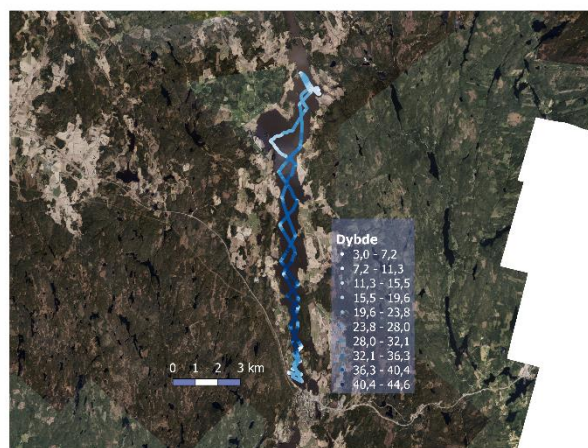 Dybde
3,0 - 7,2
7,2 - 11,3
11,3 - 15,5
15,5 - 19,6
19,6 - 23,8
23,8 - 28,0
28,0 - 32,1
32,1 - 36,3
36,3 - 40,4
40,4 - 44,6
0 1 2 3 km